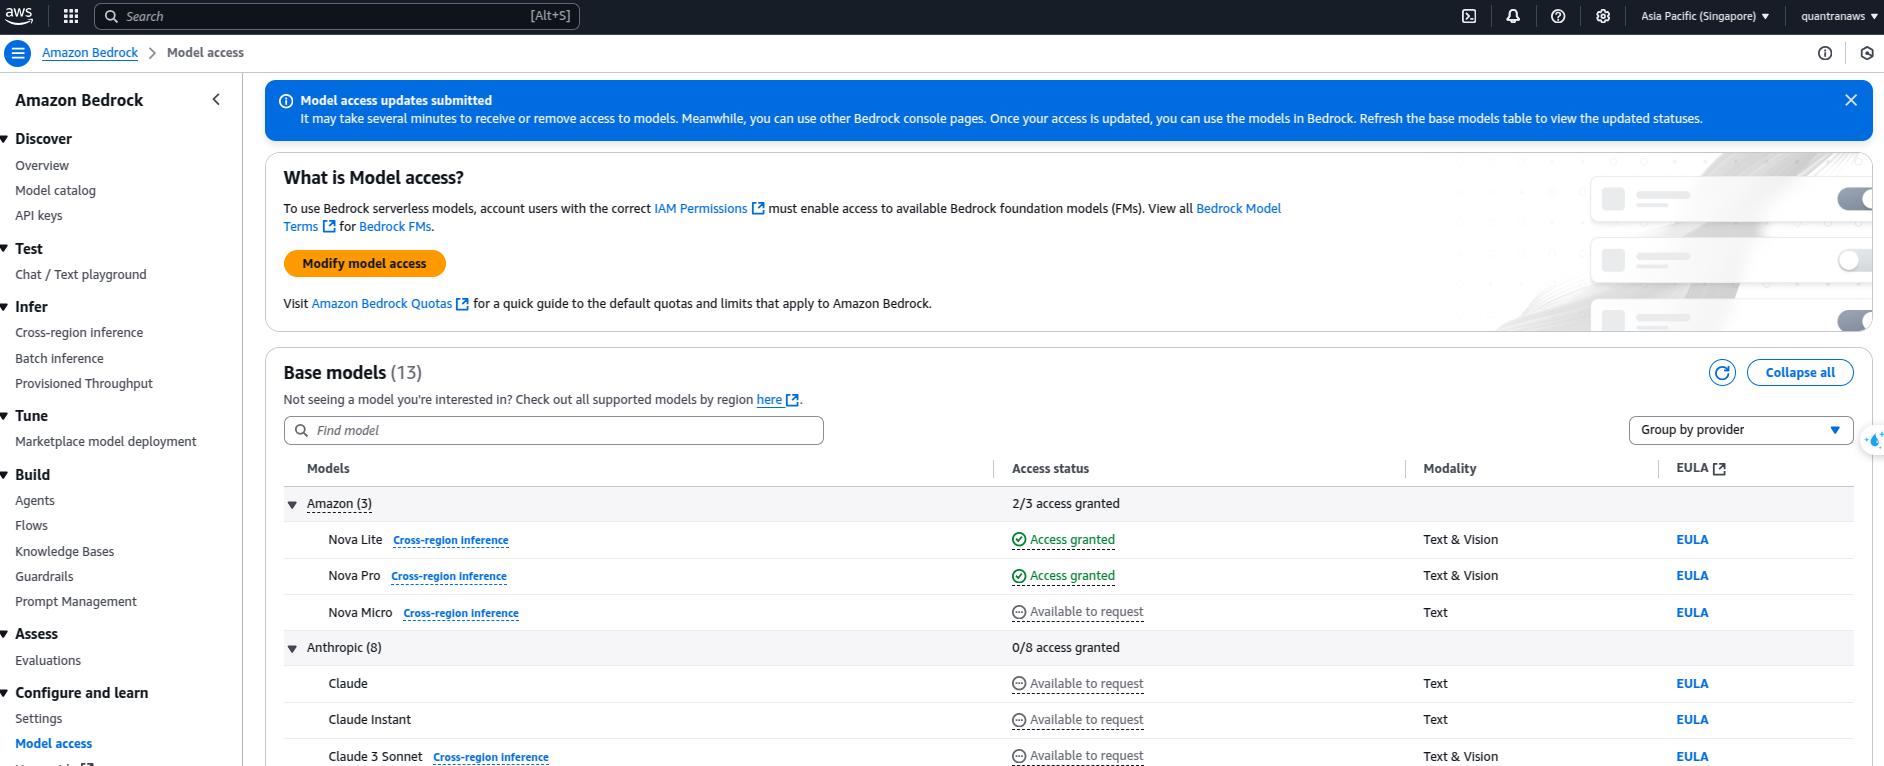 aws
Search
[Alt+S]
Asia Pacific (Singapore)
quantranaws
Amazon Bedrock
Model access
Amazon Bedrock
Discover
Overview
Model catalog
API keys
Test
Chat / Text playground
Infer
Cross-region inference
Batch inference
Provisioned Throughput
Tune
Marketplace model deployment
Build
Agents
Flows
Knowledge Bases
Guardrails
Prompt Management
Assess
Evaluations
Configure and learn
Settings
Model access
Model access updates submitted
It may take several minutes to receive or remove access to models. Meanwhile, you can use other Bedrock console pages. Once your access is updated, you can use the models in Bedrock. Refresh the base models table to view the updated statuses.
What is Model access?
To use Bedrock serverless models, account users with the correct IAM Permissions must enable access to available Bedrock foundation models (FMs). View all Bedrock Model
Terms for Bedrock FMs.
Modify model access
Visit Amazon Bedrock Quotas for a quick guide to the default quotas and limits that apply to Amazon Bedrock.
Base models (13)
Collapse all
Not seeing a model you're interested in? Check out all supported models by region here.
Find model
Group by provider
Models Access status Modality EULA
Amazon (3) 2/3 access granted
Nova Lite Cross-region inference Access granted Text & Vision EULA
Nova Pro Cross-region inference Access granted Text & Vision EULA
Nova Micro Cross-region inference Available to request Text EULA
Anthropic (8) 0/8 access granted
Claude Available to request Text EULA
Claude Instant Available to request Text EULA
Claude 3 Sonnet Cross-region inference Available to request Text & Vision EULA